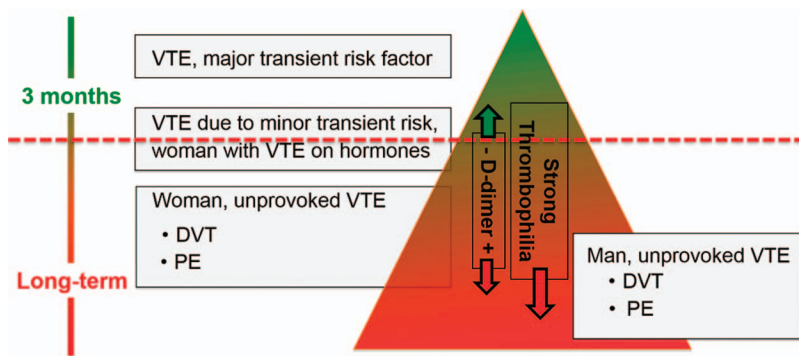 VTE, major transient risk factor
3 months
VTE due to minor transient risk,
woman with VTE on hormones
Woman, unprovoked VTE
• DVT
• PE
Long-term
- D-dimer +
Strong
Thrombophilia
Man, unprovoked VTE
• DVT
• PE